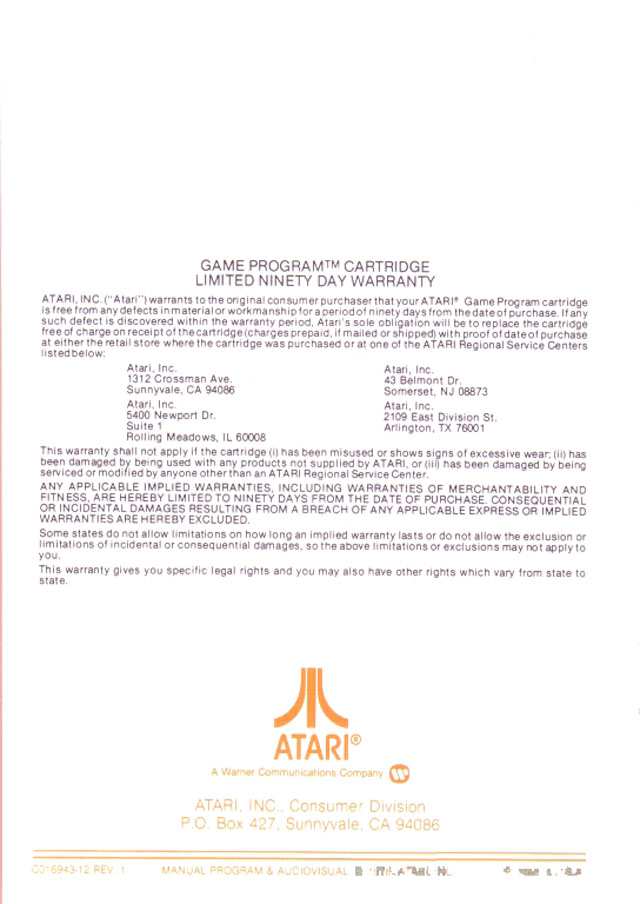 GAME PROGRAM™ CARTRIDGE
LIMITED NINETY DAY WARRANTY
ATARI, INC. ("Atari") warrants to the original consumer purchaser that your ATARI® Game Program cartridge
is free from any defects in material or workmanship for a period of ninety days from the date of purchase. If any
such defect is discovered within the warranty period, Atari's sole obligation will be to replace the cartridge
free of charge on receipt of the cartridge (charges prepaid, if mailed or shipped) with proof of date of purchase
at either the retail store where the cartridge was purchased or at one of the ATARI Regional Service Centers
listed below:
Atari, Inc.
1312 Crossman Ave.
Sunnyvale, CA 94086
Atari, Inc.
5400 Newport Dr.
Suite 1
Rolling Meadows, IL 60008
Atari, Inc.
43 Belmont Dr.
Somerset, NJ 08873
Atari, Inc.
2109 East Division St.
Arlington, TX 76001
This warranty shall not apply if the cartridge (i) has been misused or shows signs of excessive wear; (ii) has
been damaged by being used with any products not supplied by ATARI, or (iii) has been damaged by being
serviced or modified by anyone other than an ATARI Regional Service Center.
ANY APPLICABLE IMPLIED WARRANTIES, INCLUDING WARRANTIES OF MERCHANTABILITY AND
FITNESS, ARE HEREBY LIMITED TO NINETY DAYS FROM THE DATE OF PURCHASE. CONSEQUENTIAL
OR INCIDENTAL DAMAGES RESULTING FROM A BREACH OF ANY APPLICABLE EXPRESS OR IMPLIED
WARRANTIES ARE HEREBY EXCLUDED.
Some states do not allow limitations on how long an implied warranty lasts or do not allow the exclusion or
limitations of incidental or consequential damages, so the above limitations or exclusions may not apply to
you.
This warranty gives you specific legal rights and you may also have other rights which vary from state to
state.
ATARI®
A Warner Communications Company
ATARI, INC., Consumer Division
P.O. Box 427, Sunnyvale, CA 94086
C016943-12 REV. 1
MANUAL PROGRAM & AUDIOVISUAL